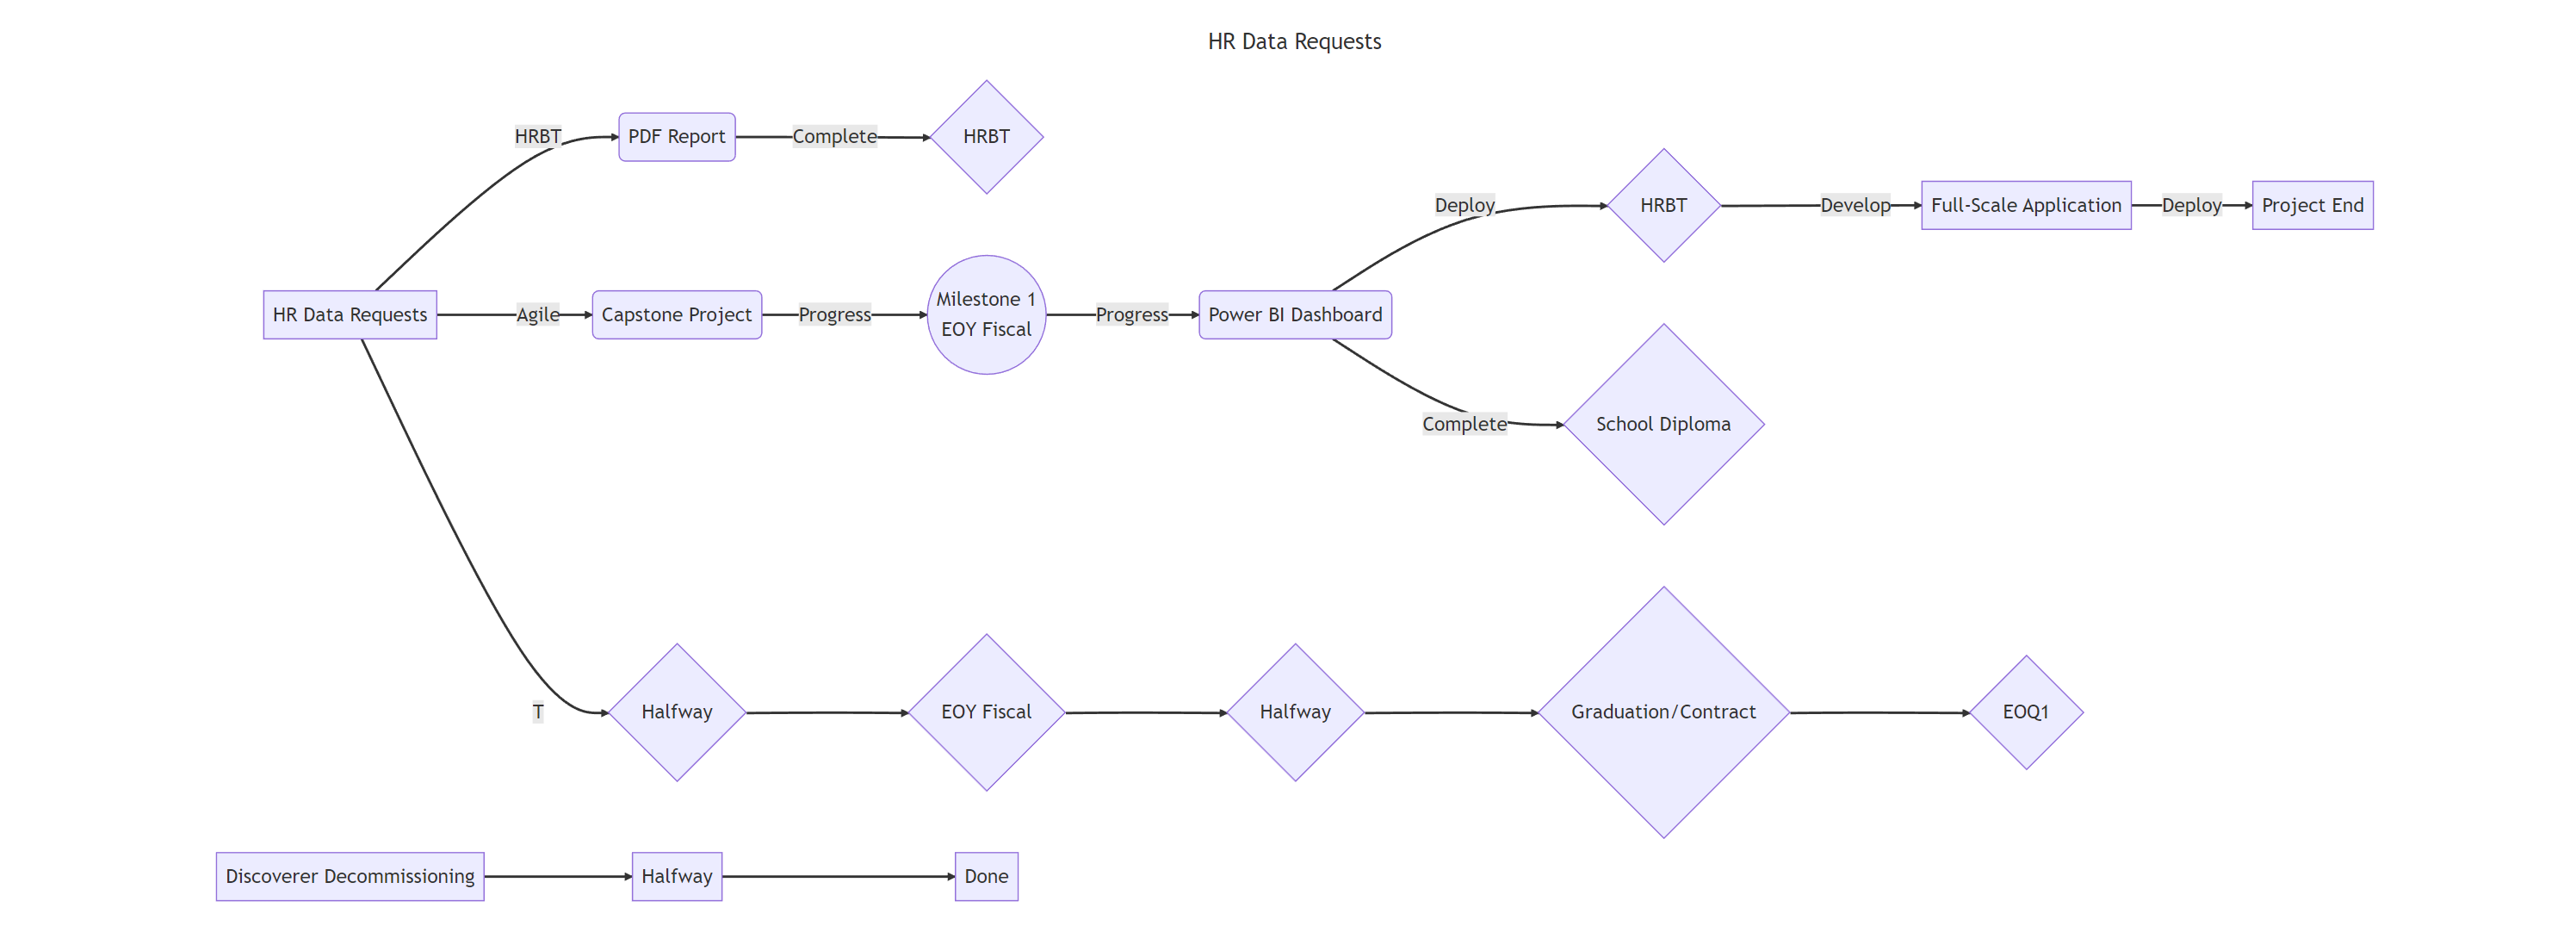 HR Data Requests
HRBT
PDF Report
Complete
HRBT
Deploy
HRBT
Develop
Full-Scale Application
Deploy
Project End
HR Data Requests
Agile
Capstone Project
Progress
Milestone 1
EOY Fiscal
Progress
Power BI Dashboard
Complete
School Diploma
T
Halfway
EOY Fiscal
Halfway
Graduation/Contract
EOQ1
Discoverer Decommissioning
Halfway
Done